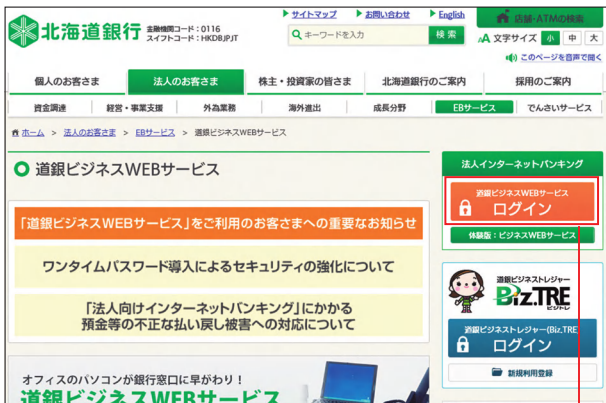 北海道銀行
金融機関コード：0116
スイフトコード：HKDBJPJT
サイトマップ
お問い合わせ
English
店舗・ATMの検索
キーワードを入力
検索
AA 文字サイズ 小 中 大
このページを音声で聞く
個人のお客さま
法人のお客さま
株主・投資家の皆さま
北海道銀行のご案内
採用のご案内
資金調達
経営・事業支援
外為業務
海外進出
成長分野
EBサービス
でんさいサービス
ホーム > 法人のお客さま > EBサービス > 道銀ビジネスWEBサービス
道銀ビジネスWEBサービス
「道銀ビジネスWEBサービス」をご利用のお客さまへの重要なお知らせ
ワンタイムパスワード導入によるセキュリティの強化について
「法人向けインターネットバンキング」にかかる
預金等の不正な払い戻し被害への対応について
オフィスのパソコンが銀行窓口に早がわり！
道銀ビジネスWEBサービス
法人インターネットバンキング
道銀ビジネスWEBサービス
ログイン
体験版：ビジネスWEBサービス
道銀ビジネストレジャー
Biz.TRE
ビジトレ
道銀ビジネストレジャー(Biz.TRE)
ログイン
新規利用登録